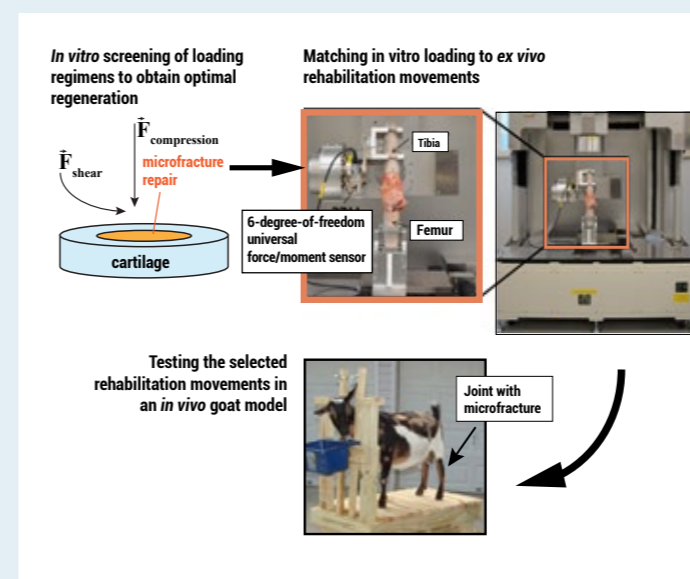 In vitro screening of loading
regimens to obtain optimal
regeneration
F compression
F shear
microfracture
repair
cartilage
Matching in vitro loading to ex vivo
rehabilitation movements
Tibia
Femur
6-degree-of-freedom
universal
force/moment sensor
Testing the selected
rehabilitation movements in
an in vivo goat model
Joint with
microfracture